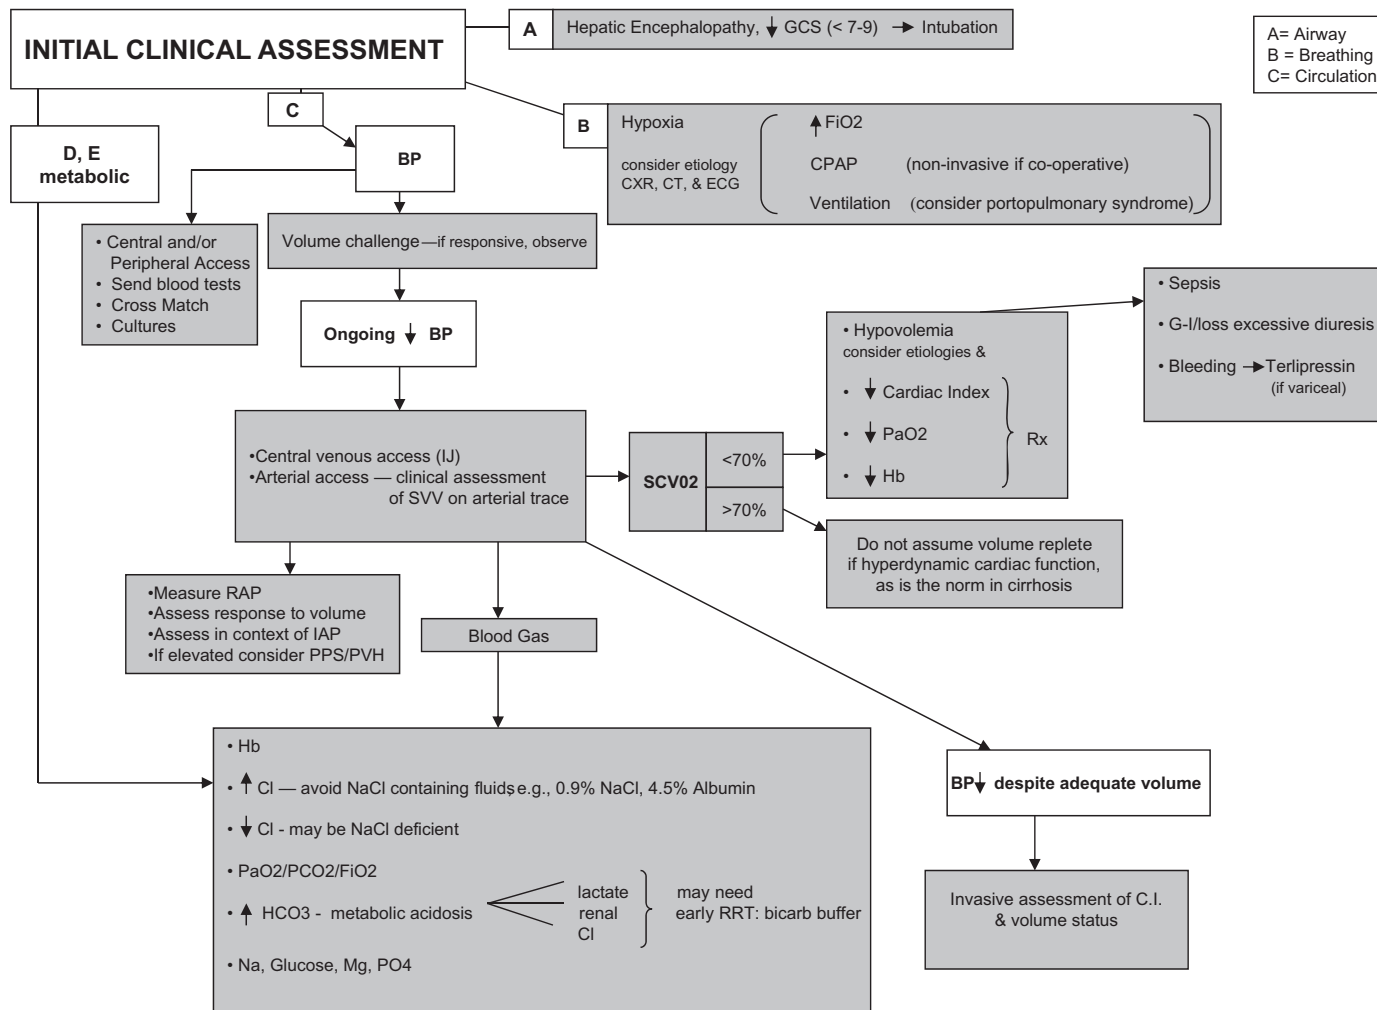 INITIAL CLINICAL ASSESSMENT
A
Hepatic Encephalopathy, ↓ GCS (< 7-9) → Intubation
A= Airway
B = Breathing
C= Circulation
C
B
Hypoxia
consider etiology
CXR, CT, & ECG
↑ FiO2
CPAP (non-invasive if co-operative)
Ventilation (consider portopulmonary syndrome)
D, E
metabolic
BP
• Central and/or
Peripheral Access
• Send blood tests
• Cross Match
• Cultures
Volume challenge —if responsive, observe
Ongoing ↓ BP
•Central venous access (IJ)
•Arterial access — clinical assessment
of SVV on arterial trace
SCV02
<70%
>70%
• Hypovolemia
consider etiologies &
• ↓ Cardiac Index
• ↓ PaO2
• ↓ Hb
Rx
• Sepsis
• G-I/loss excessive diuresis
• Bleeding → Terlipressin
(if variceal)
Do not assume volume replete
if hyperdynamic cardiac function,
as is the norm in cirrhosis
•Measure RAP
•Assess response to volume
•Assess in context of IAP
•If elevated consider PPS/PVH
Blood Gas
• Hb
• ↑ Cl — avoid NaCl containing fluids e.g., 0.9% NaCl, 4.5% Albumin
• ↓ Cl - may be NaCl deficient
• PaO2/PCO2/FiO2
• ↑ HCO3 - metabolic acidosis
lactate
renal
Cl
may need
early RRT: bicarb buffer
• Na, Glucose, Mg, PO4
BP ↓ despite adequate volume
Invasive assessment of C.I.
& volume status